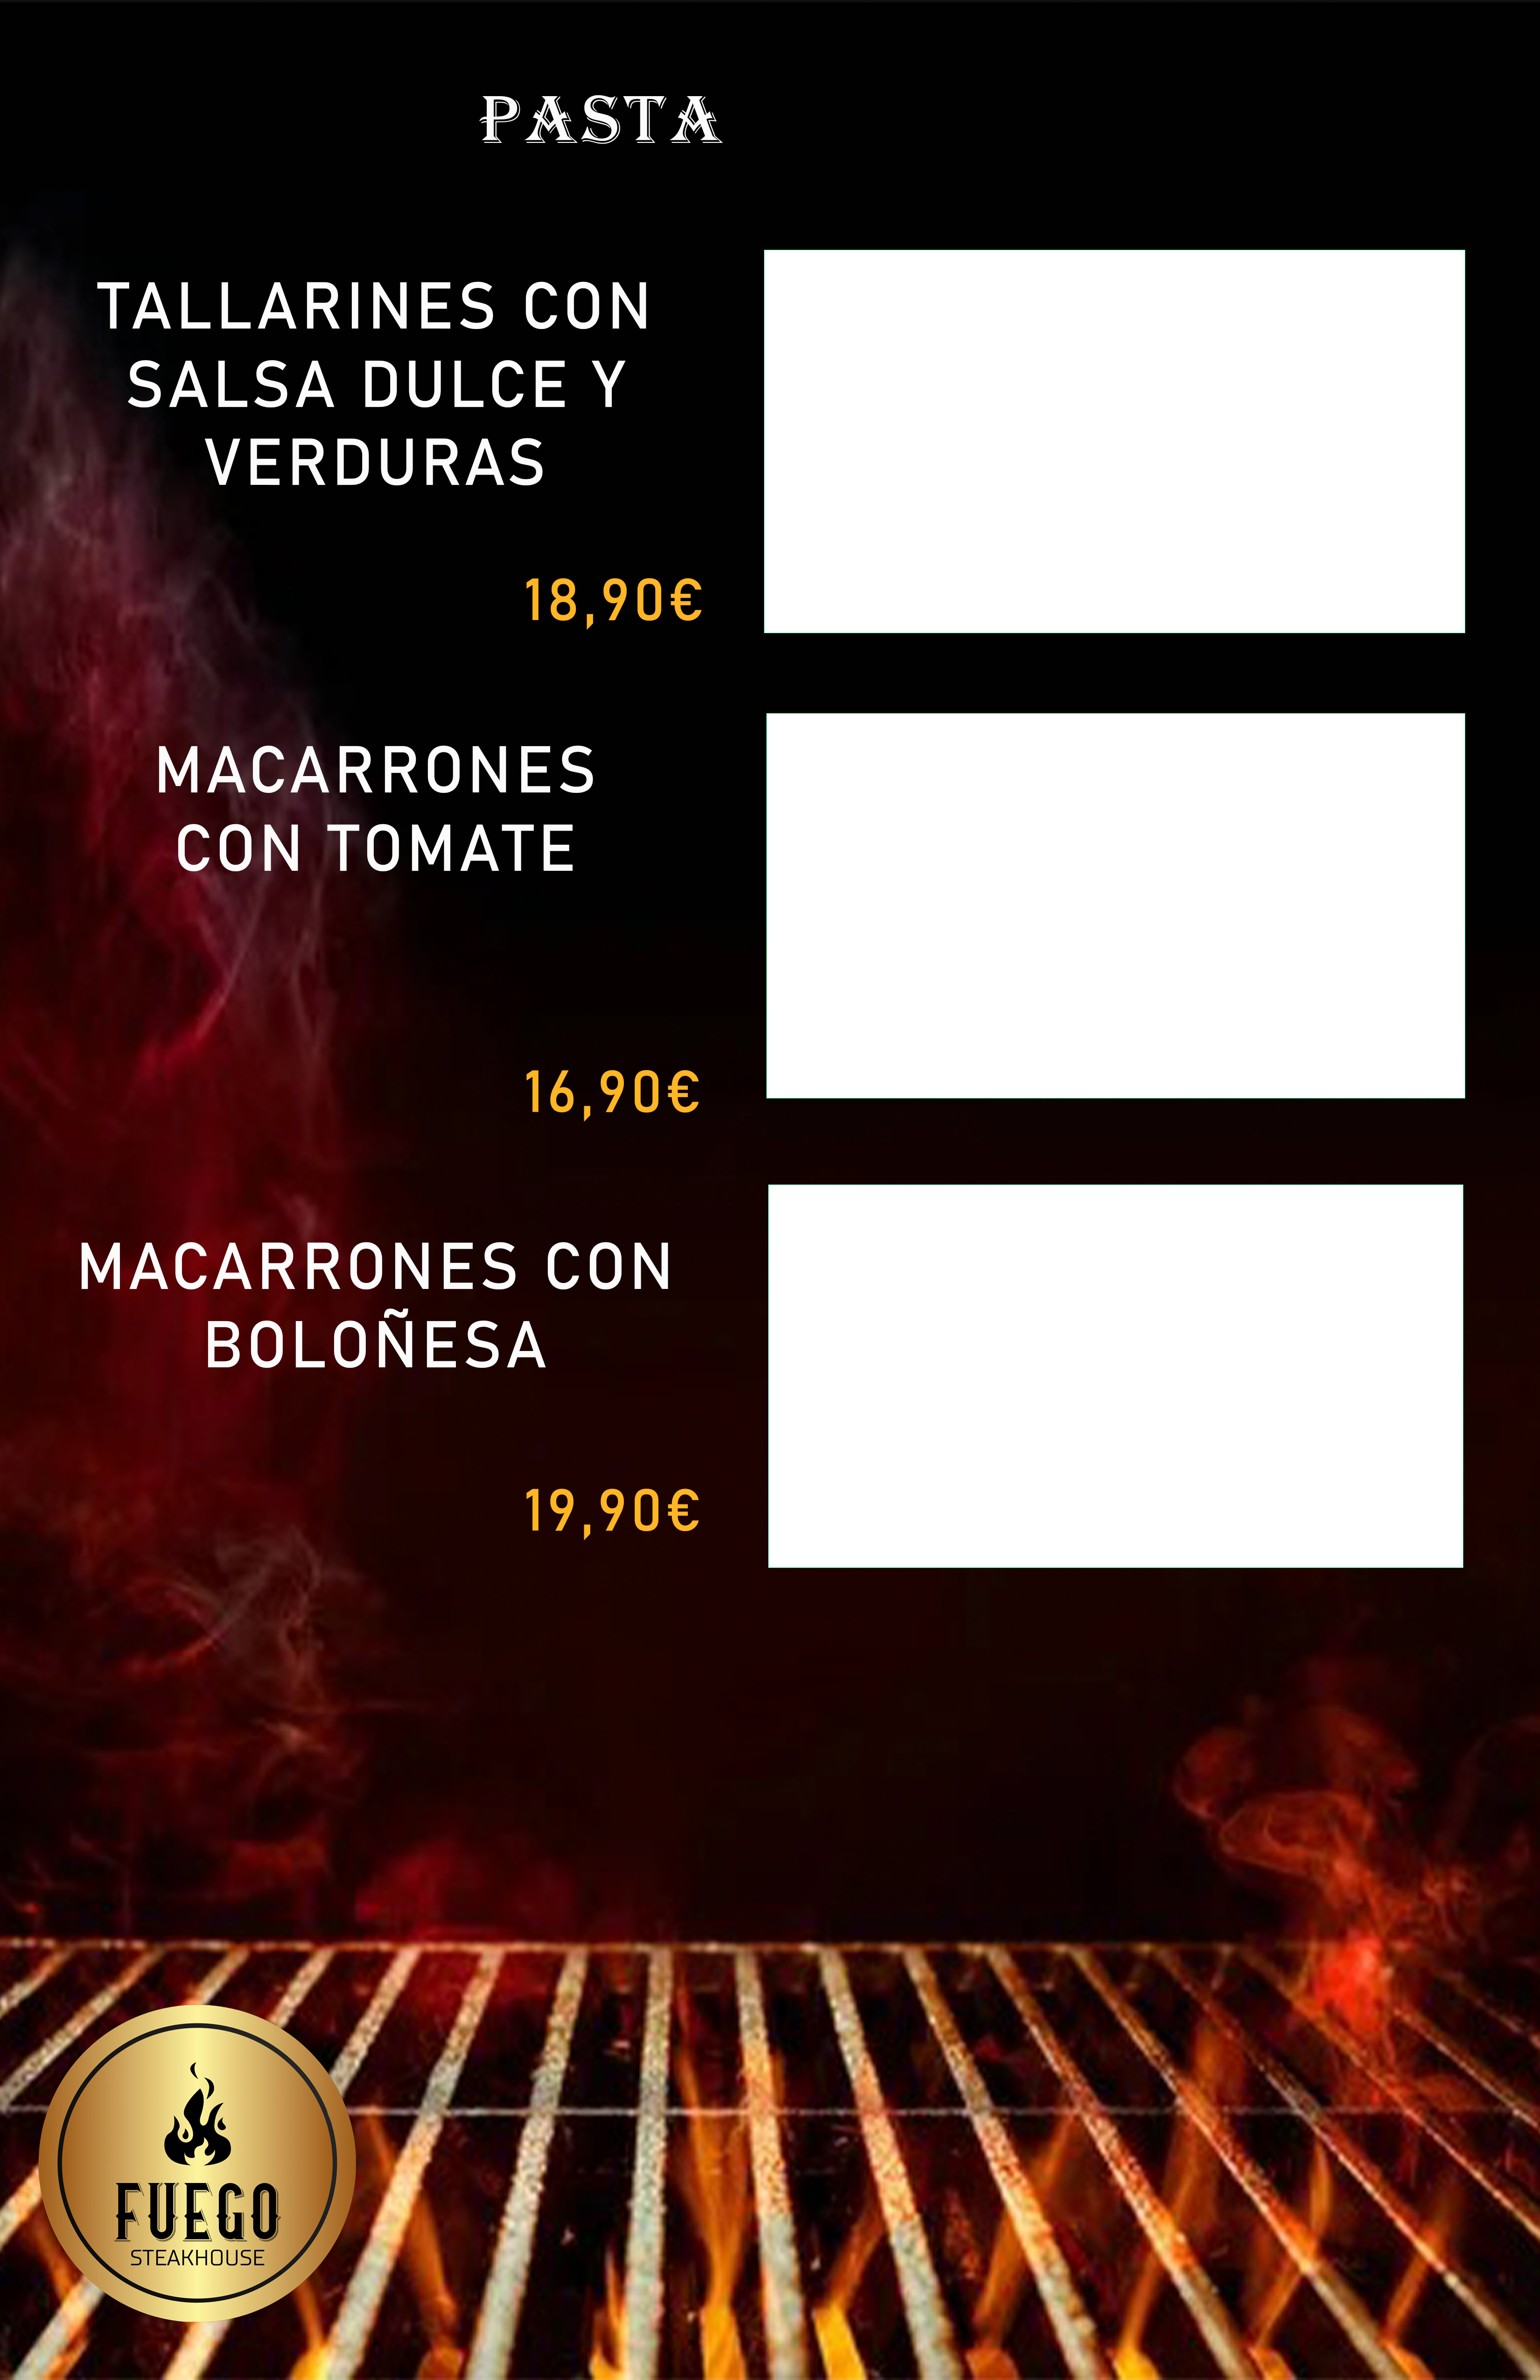 PASTA
TALLARINES CON
SALSA DULCE Y
VERDURAS
18,90€
MACARRONES
CON TOMATE
16,90€
MACARRONES CON
BOLOÑESA
19,90€
FUEGO
STEAKHOUSE